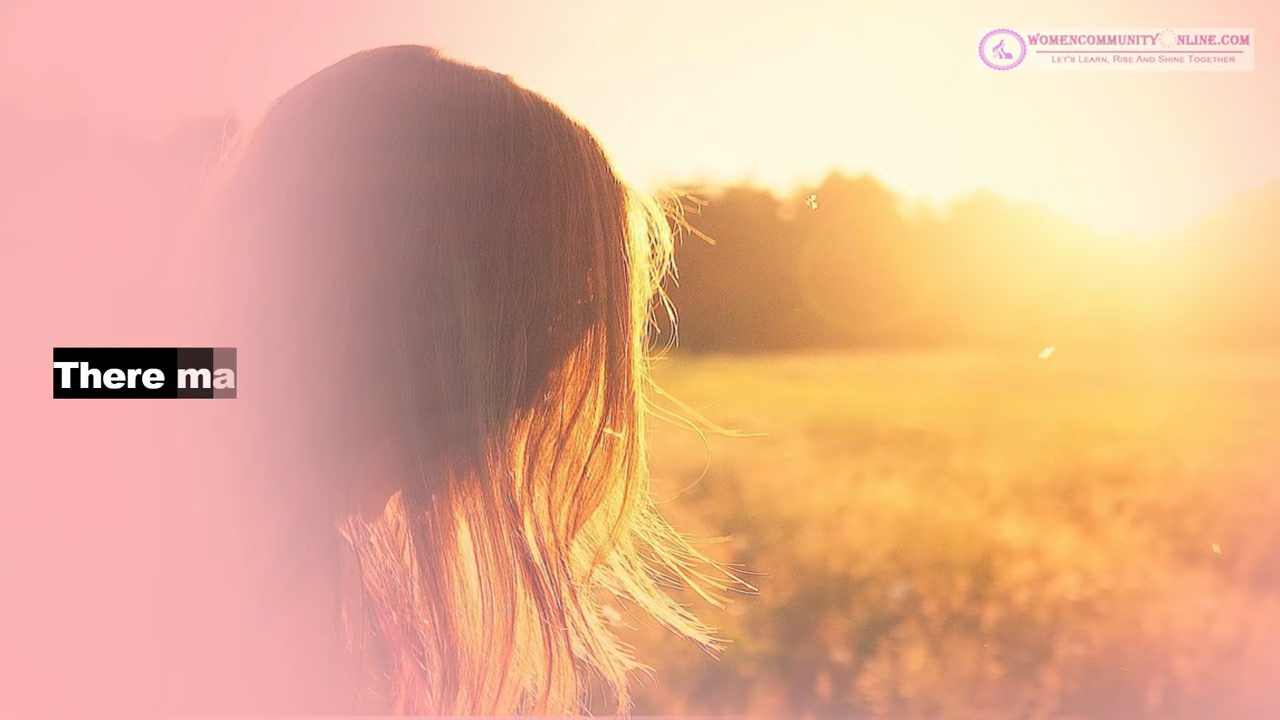 WOMENCOMMUNITYONLINE.COM
LET'S LEARN, RISE AND SHINE TOGETHER
There ma